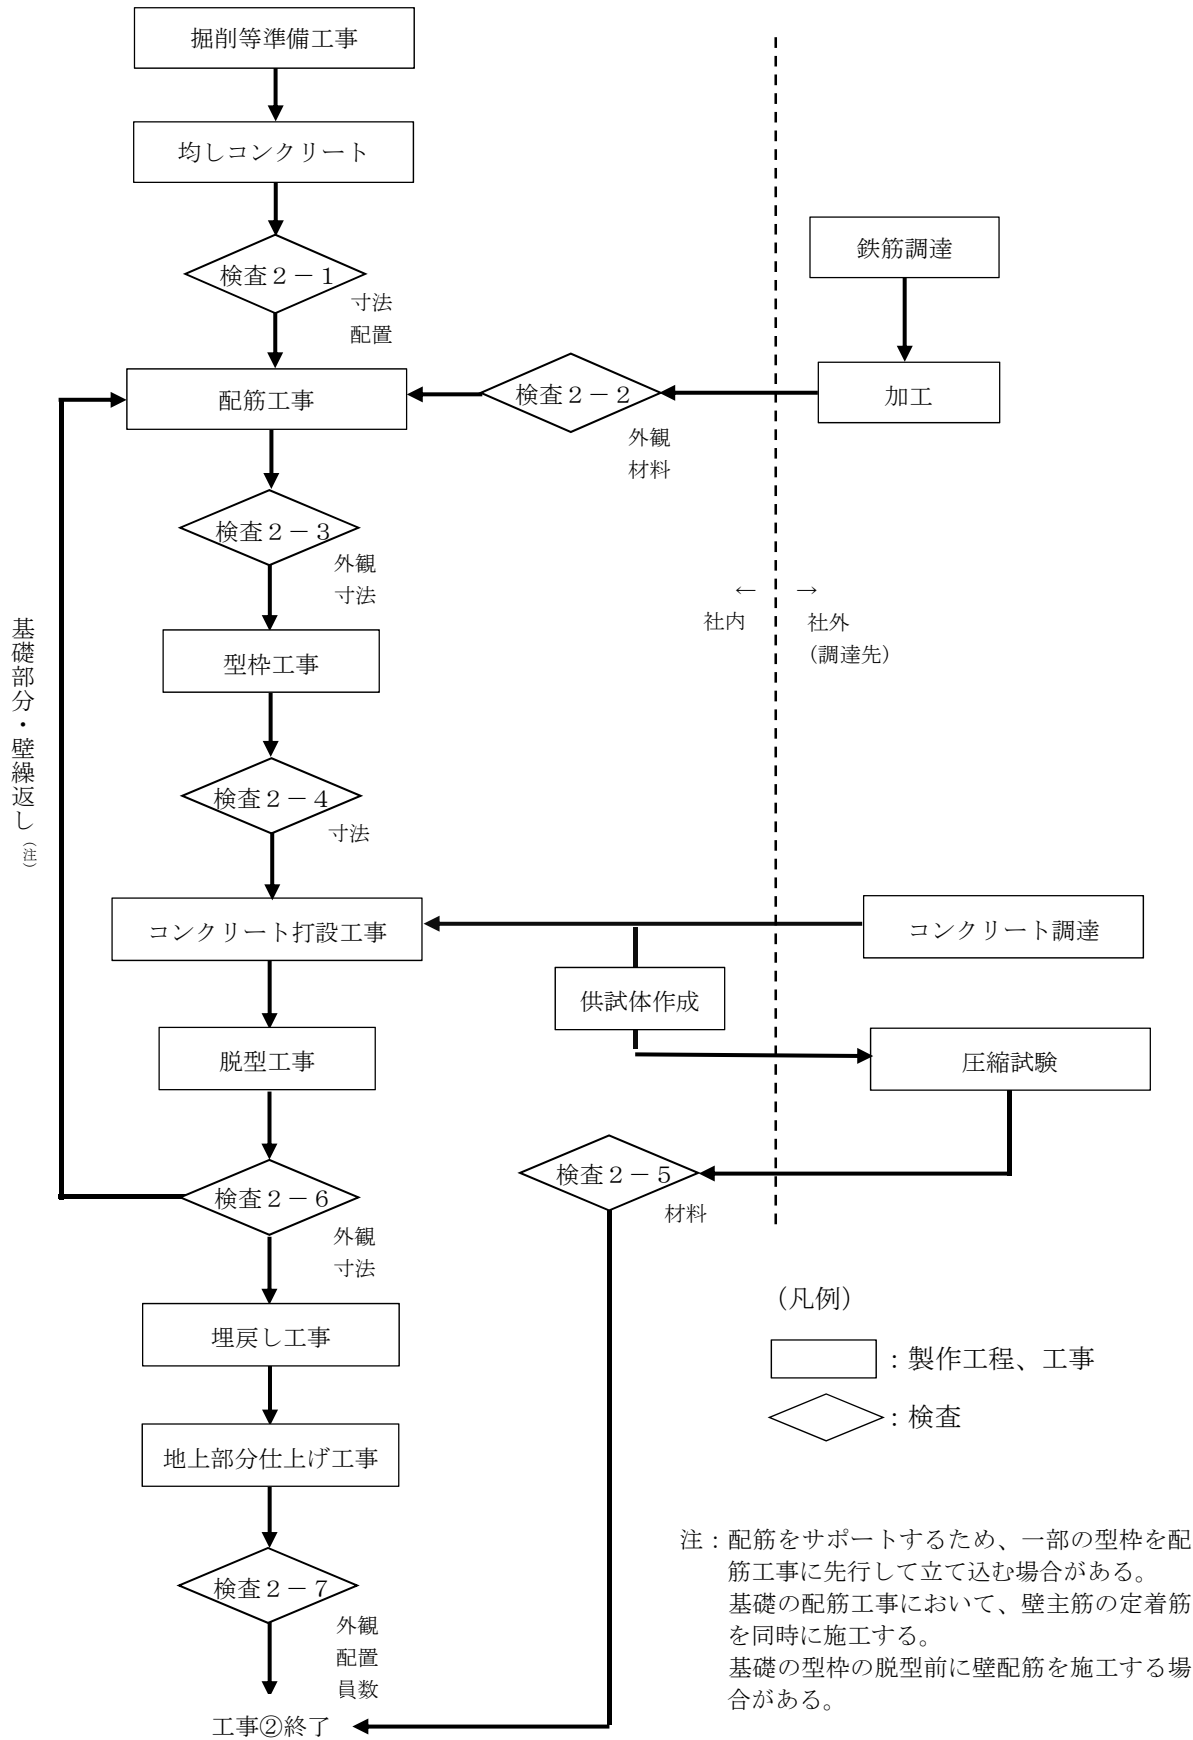 掘削等準備工事
均しコンクリート
検査2-1
寸法
配置
鉄筋調達
加工
検査2-2
外観
材料
配筋工事
検査2-3
外観
寸法
← →
社内 社外
(調達先)
型枠工事
検査2-4
寸法
基礎部分・壁繰返し(注)
コンクリート打設工事
コンクリート調達
供試体作成
圧縮試験
脱型工事
検査2-5
材料
検査2-6
外観
寸法
埋戻し工事
地上部分仕上げ工事
検査2-7
外観
配置
員数
工事②終了
(凡例)
:製作工程、工事
:検査
注:配筋をサポートするため、一部の型枠を配
筋工事に先行して立て込む場合がある。
基礎の配筋工事において、壁主筋の定着筋
を同時に施工する。
基礎の型枠の脱型前に壁配筋を施工する場
合がある。